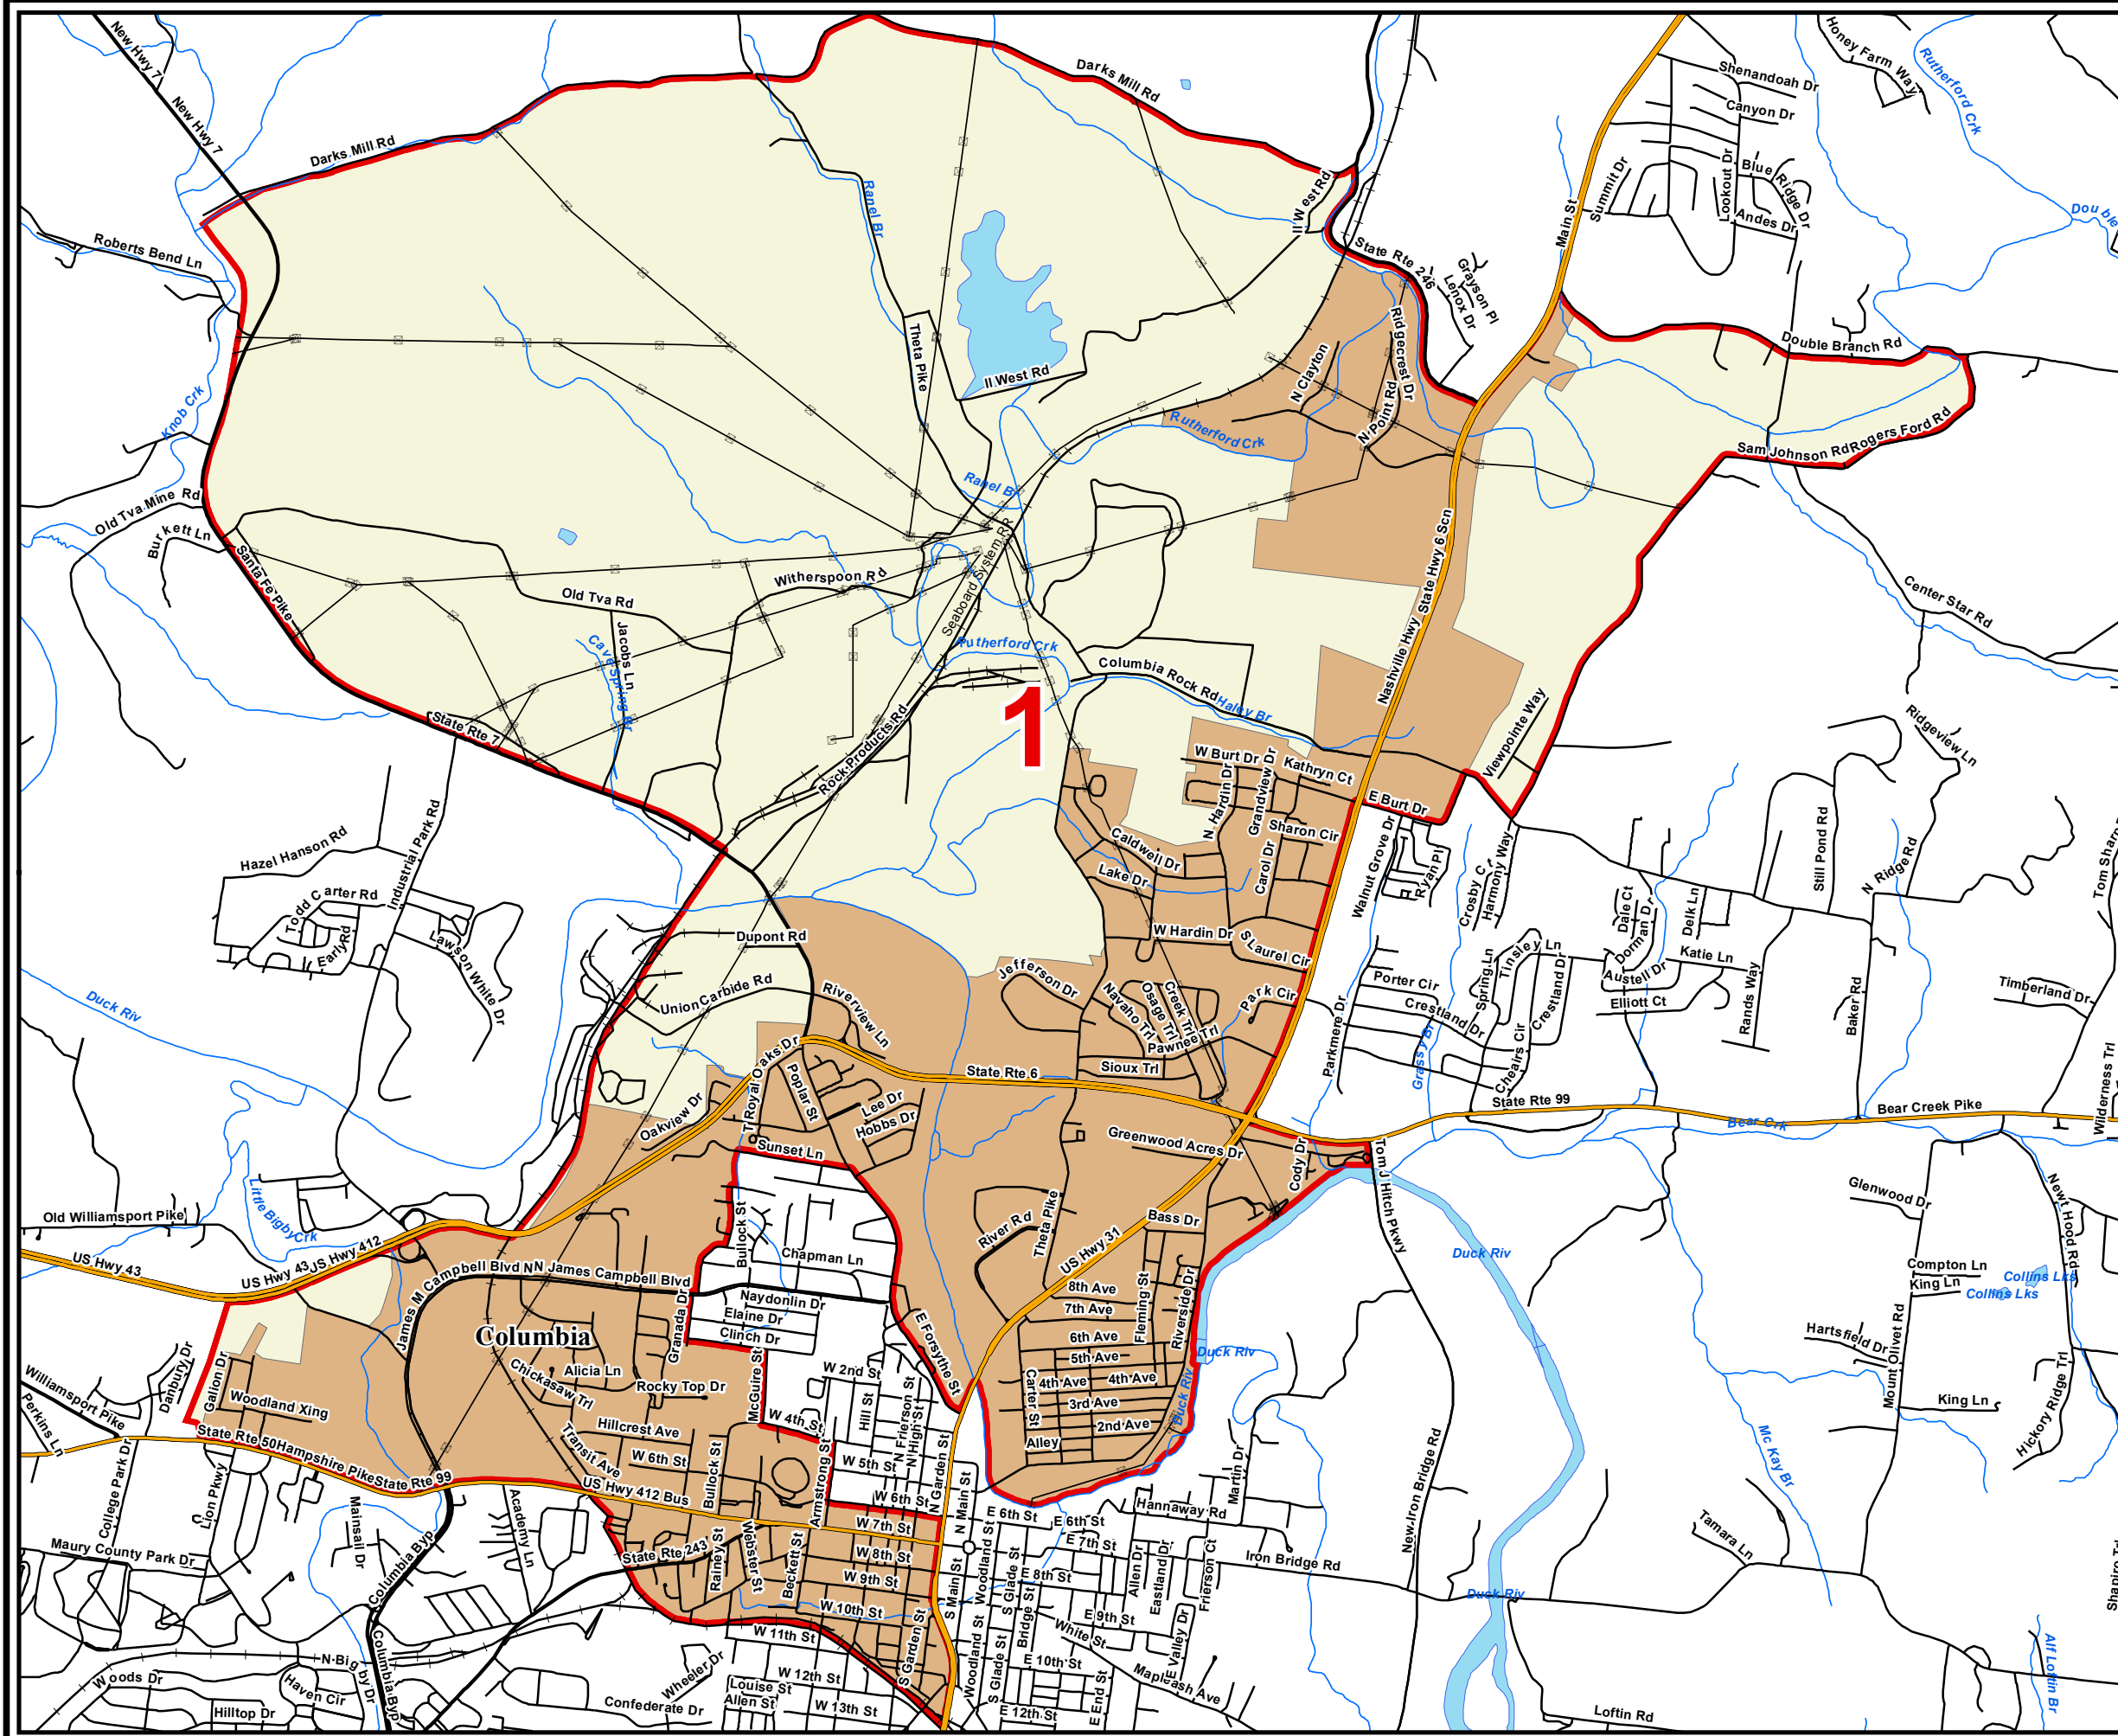 New Hwy 7
New Hwy 7
Darks Mill Rd
Darks Mill Rd
Honey Farm Way
Rutherford Crk
Shenandoah Dr
Canyon Dr
Summit Dr
Lookout Dr
Blue Ridge Dr
Andes Dr
Main St
Double
Ranel Br
ll West Rd
State Rte 246
Grayson Pl
Lenox Dr
Roberts Bend Ln
Theta Pike
ll West Rd
N Clayton
Ridgecrest Dr
N Point Rd
Double Branch Rd
Sam Johnson Rd
Rogers Ford Rd
Knob Crk
Rutherford Crk
Old Tva Mine Rd
Burkett Ln
Santa Fe Pike
Ranel Br
Seaboard System RR
Nashville Hwy
State Hwy 6 Scn
Witherspoon Rd
Old Tva Rd
Jacobs Ln
Cave Spring Br
Rutherford Crk
Center Star Rd
Columbia Rock Rd
Haley Br
1
State Rte 7
Rock Products Rd
Viewpointe Way
Ridgeview Ln
W Burt Dr
Kathryn Ct
N Hardin Dr
Grandview Dr
E Burt Dr
Sharon Cir
Hazel Hanson Rd
Industrial Park Rd
Todd Carter Rd
Early Rd
Lawson White Dr
Caldwell Dr
Lake Dr
Carol Dr
Walnut Grove Dr
Ryan Pl
Crosby Ct
Harmony Way
Still Pond Rd
N Ridge Rd
Tom Shar
Dale Ct
Dorman Dr
Delk Ln
Dupont Rd
W Hardin Dr
S Laurel Cir
Tinsley Ln
Katie Ln
Austell Dr
Elliott Ct
Spring Ln
Crestland Dr
Rands Way
Baker Rd
Timberland Dr
Duck Riv
Union Carbide Rd
Riverview Ln
Jefferson Dr
Navaho Trl
Osage Trl
Creek Trl
Park Cir
Pawnee Trl
Sioux Trl
Porter Cir
Crestland Dr
Parkmere Dr
Grassy Br
Cheairs Cir
Wilderness Trl
State Rte 6
T Royal Oaks Dr
Poplar St
Oakview Dr
Lee Dr
Hobbs Dr
Sunset Ln
State Rte 99
Bear Creek Pike
Bear Crk
Greenwood Acres Dr
Cody Dr
Tom J Hitch Pkwy
Glenwood Dr
Newt Hood Rd
Little Bigby Crk
Old Williamsport Pike
US Hwy 43
US Hwy 43
US Hwy 412
Bullock St
Chapman Ln
River Rd
Theta Pike
US Hwy 31
Bass Dr
Duck Riv
Compton Ln
King Ln
Collins Lks
Collins Lks
James M Campbell Blvd N
N James Campbell Blvd
Naydonlin Dr
Elaine Dr
Clinch Dr
8th Ave
7th Ave
6th Ave
5th Ave
4th Ave
4th Ave
3rd Ave
2nd Ave
Alley
Fleming St
Riverside Dr
Carter St
Duck Riv
Duck Riv
Columbia
Granada Dr
E Forsythe St
Hartsfield Dr
Mount Olivet Rd
Hickory Ridge Trl
King Ln
Danbury Dr
Galion Dr
Woodland Xing
Williamsport Pike
Perkins Ln
Chickasaw Trl
Alicia Ln
Rocky Top Dr
McGuire St
W 2nd St
Hill St
N Frierson St
N High St
W 4th St
W 5th St
W 6th St
N Garden St
N Main St
State Rte 50
Hampshire Pike
State Rte 99
Hillcrest Ave
W 6th St
Transit Ave
Bullock St
Armstrong St
US Hwy 412 Bus
Martin Dr
New Iron Bridge Rd
Mc Kay Br
College Park Dr
Lion Pkwy
Mainsail Dr
Academy Ln
Maury County Park Dr
Columbia Byp
State Rte 243
Rainey St
Webster St
Beckett St
W 7th St
W 8th St
W 9th St
W 10th St
W 11th St
S Main St
Woodland St
S Glade St
Bridge St
E 6th St
E 6th St
E 7th St
E 8th St
E 9th St
Hannaway Rd
Allen Dr
Eastland Dr
Frierson Ct
Iron Bridge Rd
Duck Riv
Tamara Ln
Shapiro Trl
White St
E Valley Dr
Mapleash Ave
E 10th St
E End St
E 12th St
Woodland St
S Glade St
S Garden St
Woods Dr
N Bigby Dr
Haven Cir
Hilltop Dr
Columbia Byp
Wheeler Dr
Confederate Dr
Louise St
Allen St
W 12th St
W 13th St
Loftin Rd
Alf Loftin Br